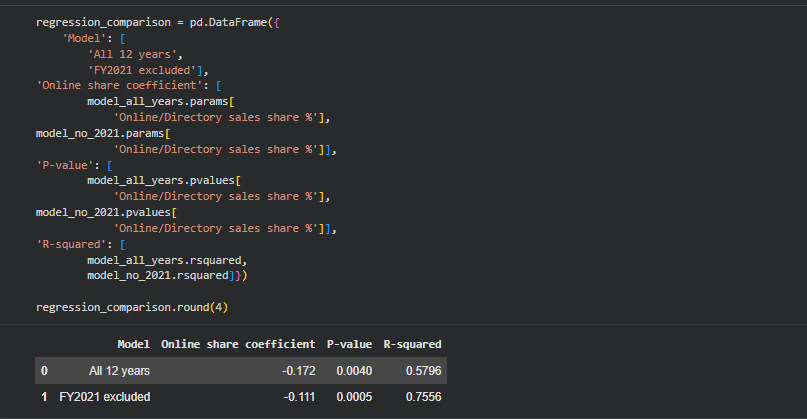 regression_comparison = pd.DataFrame({
    'Model': [
        'All 12 years',
        'FY2021 excluded'],
'Online share coefficient': [
        model_all_years.params[
            'Online/Directory sales share %'],
model_no_2021.params[
            'Online/Directory sales share %']],
'P-value': [
        model_all_years.pvalues[
            'Online/Directory sales share %'],
model_no_2021.pvalues[
            'Online/Directory sales share %']],
'R-squared': [
        model_all_years.rsquared,
        model_no_2021.rsquared]})
regression_comparison.round(4)
Model Online share coefficient P-value R-squared
0 All 12 years -0.172 0.0040 0.5796
1 FY2021 excluded -0.111 0.0005 0.7556